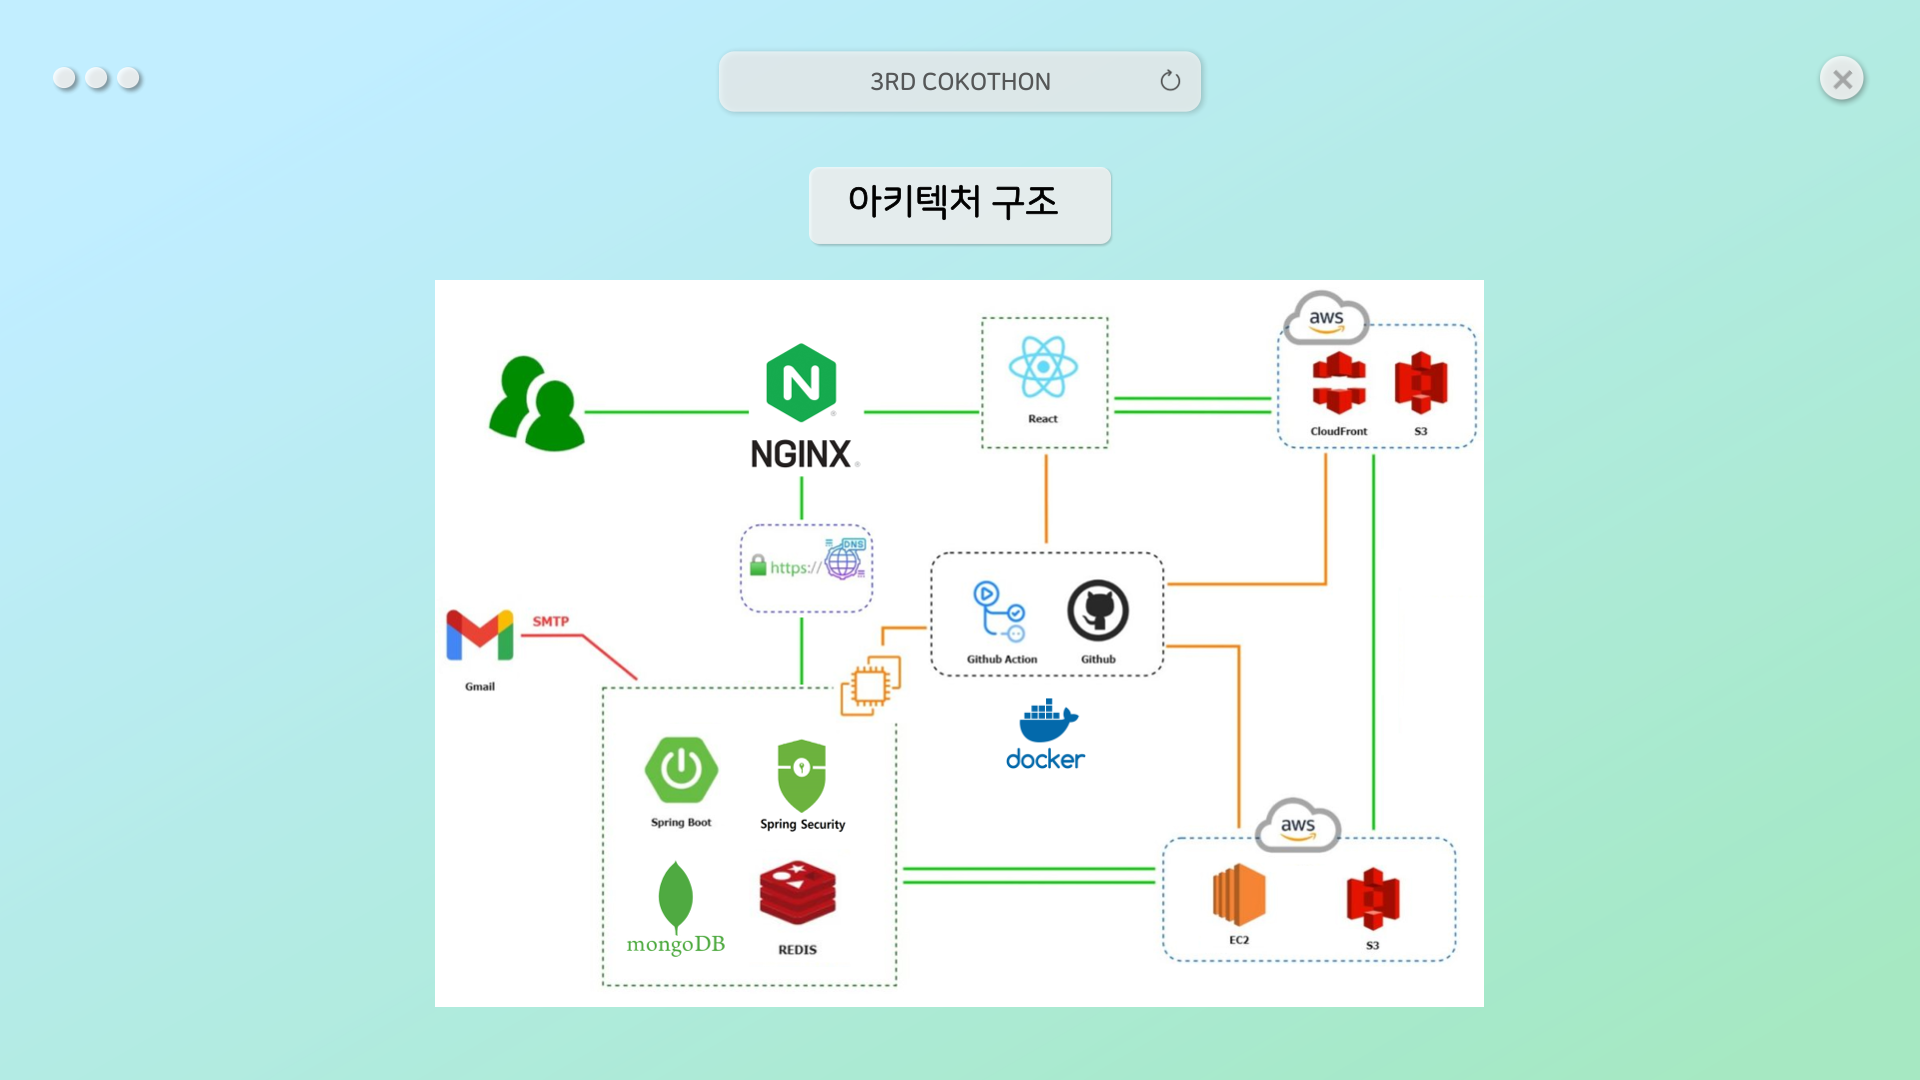 3RD COKOTHON
아키텍처 구조
aws
React
CloudFront
S3
N
NGINX
https://
DNS
SMTP
Gmail
Github Action
Github
docker
Spring Boot
Spring Security
mongoDB
REDIS
aws
EC2
S3